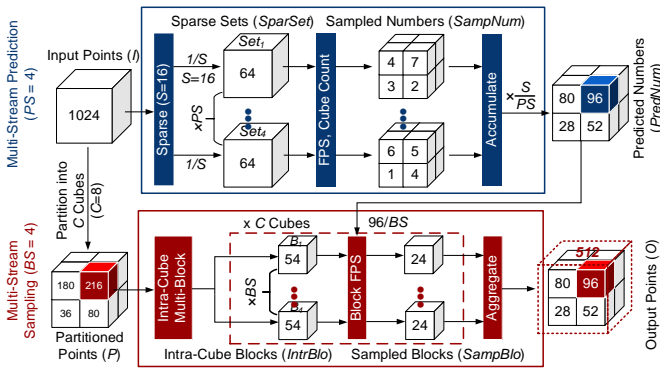 Sparse Sets (SparSet)
Sampled Numbers (SampNum)
Multi-Stream Prediction
(PS = 4)
Input Points (I)
1024
Sparse (S=16)
1/S
S=16
Set1
64
×PS
1/S
Set4
64
FPS, Cube Count
4 7
3 2
6 5
1 4
Accumulate
× S/PS
80 96
28 52
Predicted Numbers
(PredNum)
Partition into
C Cubes
(C=8)
Multi-Stream
Sampling (BS = 4)
180 216
36 80
Partitioned
Points (P)
Intra-Cube
Multi-Block
x C Cubes
96/BS
B1
54
×BS
B4
54
Block FPS
24
24
Aggregate
512
80 96
28 52
Output Points (O)
Intra-Cube Blocks (IntrBlo)
Sampled Blocks (SampBlo)